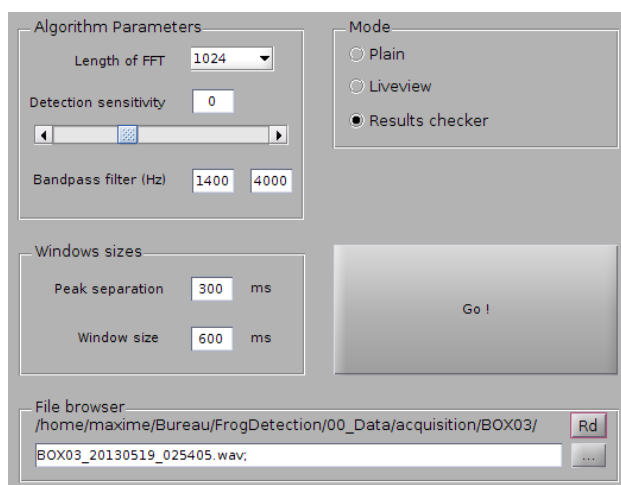 Algorithm Parameters
Length of FFT 1024
Detection sensitivity 0
Bandpass filter (Hz) 1400 4000
Mode
Plain
Liveview
Results checker
Windows sizes
Peak separation 300 ms
Window size 600 ms
Go !
File browser
/home/maxime/Bureau/FrogDetection/00_Data/acquisition/BOX03/ Rd
BOX03_20130519_025405.wav; ...